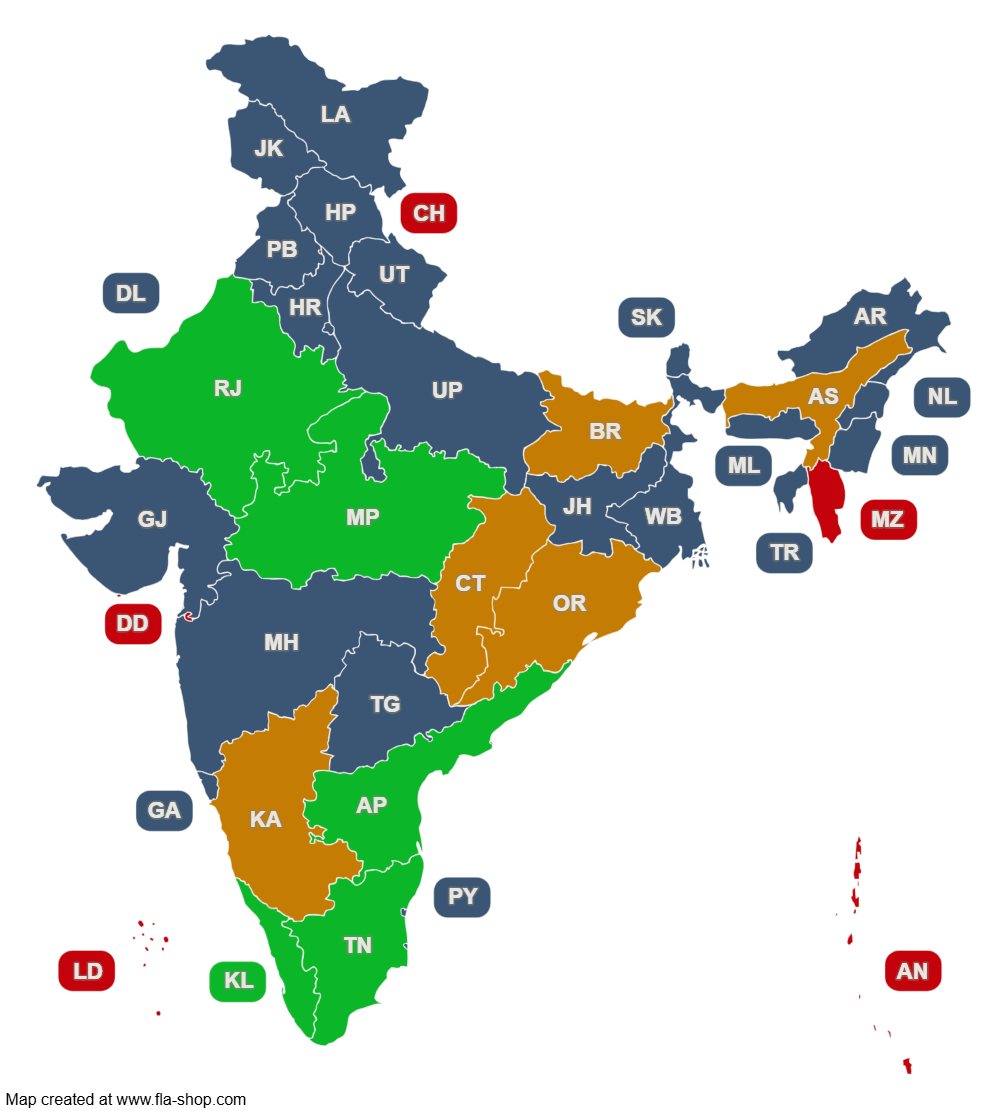 LA
JK
HP
CH
PB
UT
DL
HR
SK
AR
RJ
UP
AS
NL
BR
ML
MN
GJ
MP
JH
WB
MZ
TR
CT
OR
DD
MH
TG
GA
KA
AP
PY
TN
LD
KL
AN
Map created at www.fla-shop.com